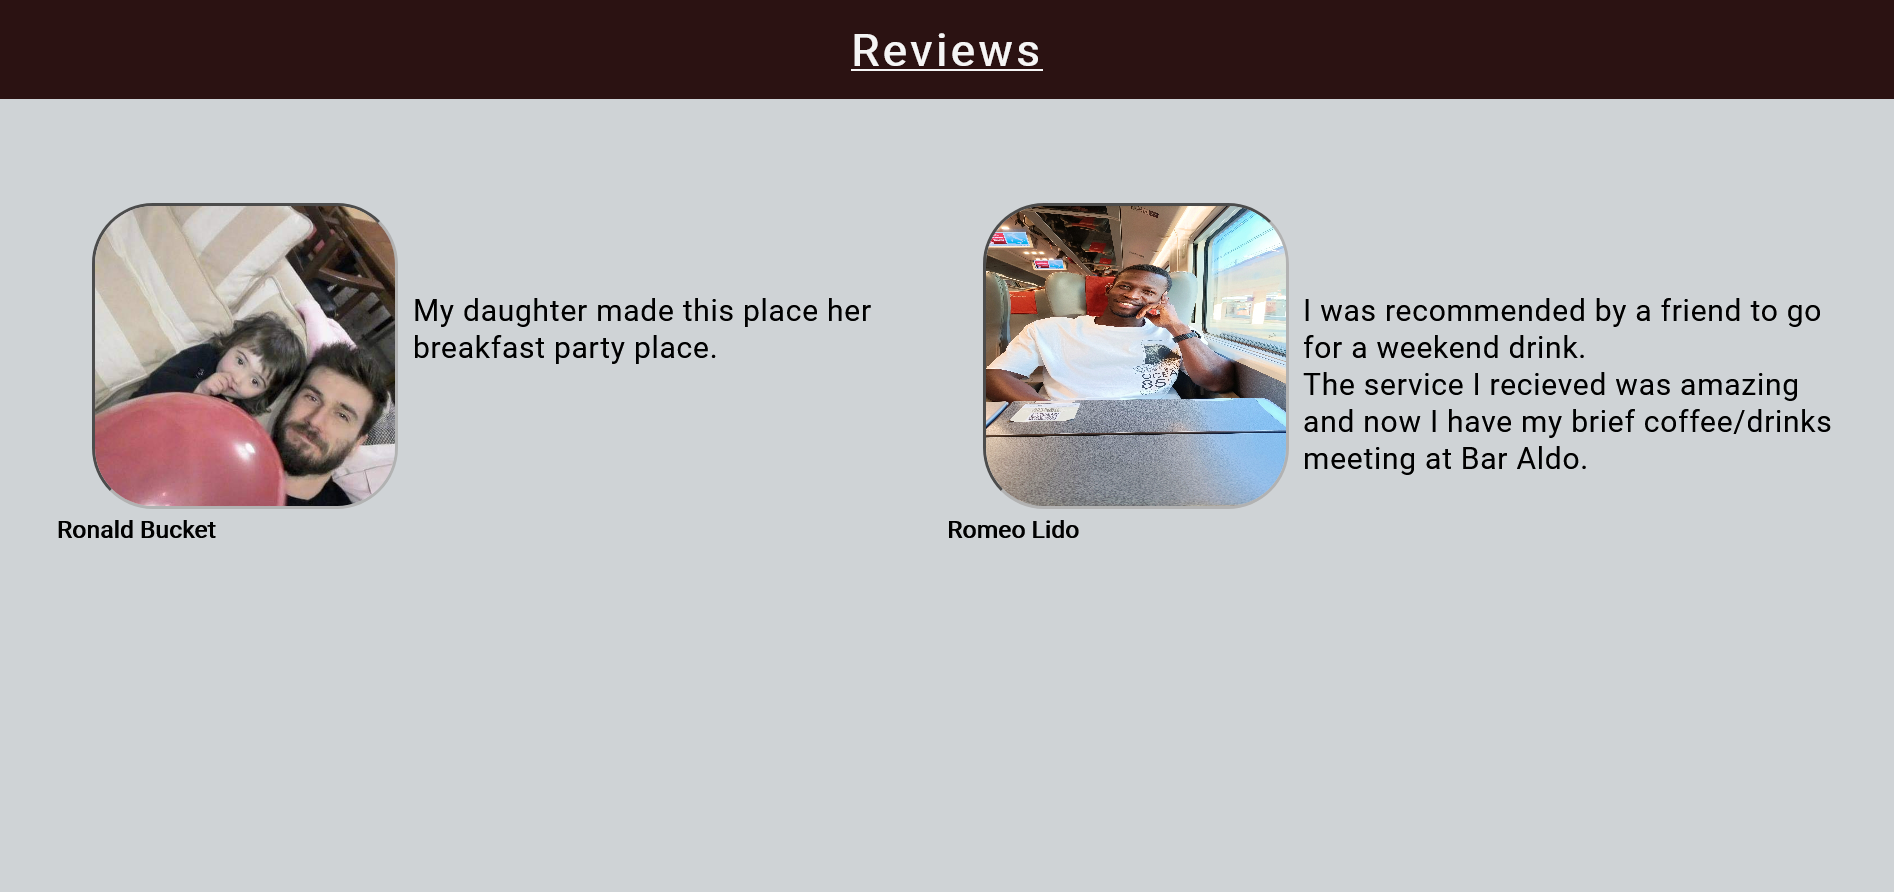 Reviews
My daughter made this place her
breakfast party place.
Ronald Bucket
I was recommended by a friend to go
for a weekend drink.
The service I recieved was amazing
and now I have my brief coffee/drinks
meeting at Bar Aldo.
Romeo Lido